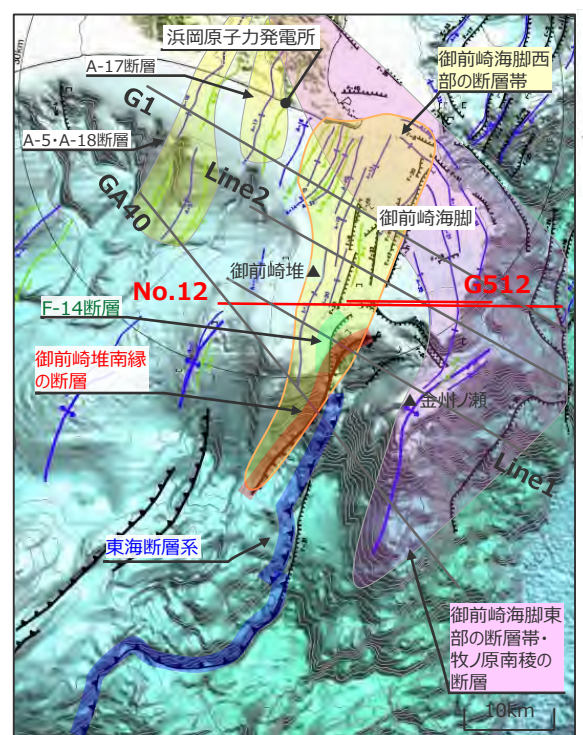 浜岡原子力発電所
御前崎海脚西
部の断層帯
A-17断層
30km
G1
A-5・A-18断層
Line2
GA40
御前崎海脚
御前崎堆
No.12
G512
F-14断層
御前崎堆南縁
の断層
金州ノ瀬
Line1
東海断層系
御前崎海脚東
部の断層帯・
牧ノ原南稜の
断層
10km